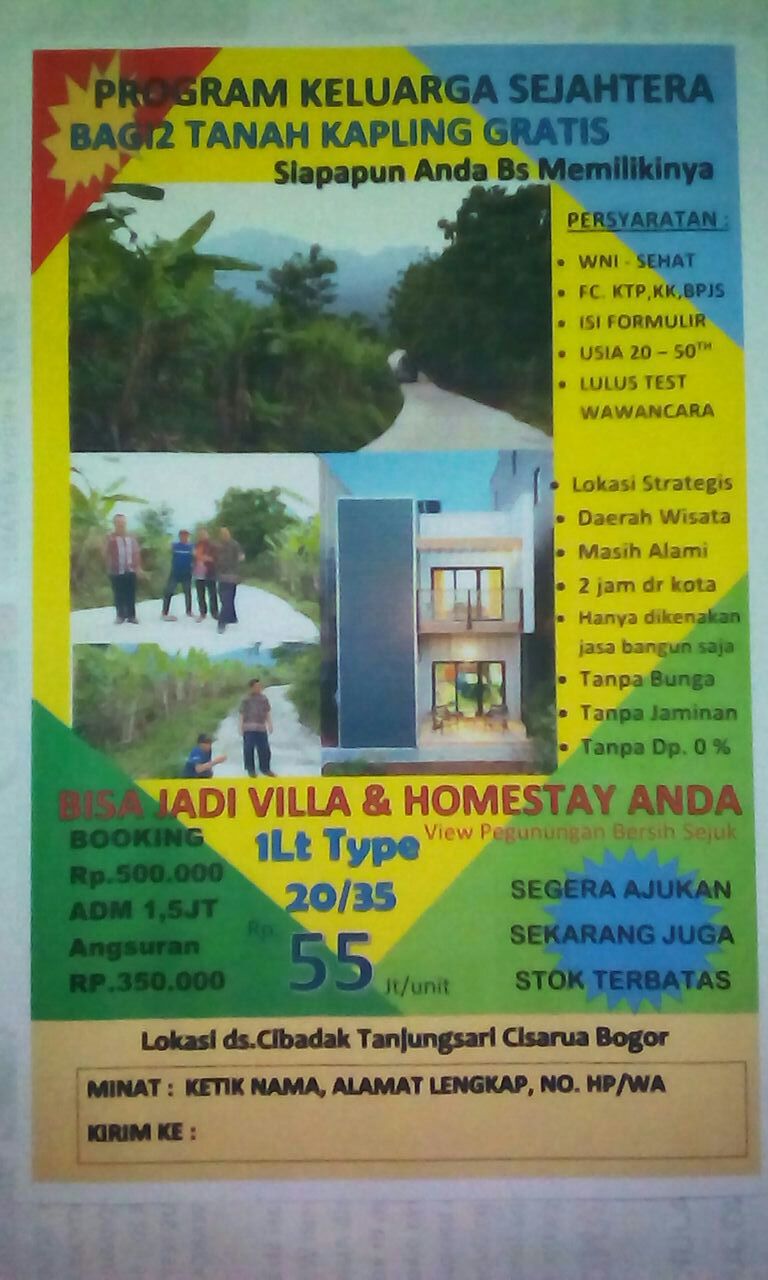 PROGRAM KELUARGA SEJAHTERA
BAGI2 TANAH KAPLING GRATIS
Siapapun Anda Bs Memilikinya
PERSYARATAN :
• WNI - SEHAT
• FC. KTP,KK,BPJS
• ISI FORMULIR
• USIA 20 – 50TH
• LULUS TEST
WAWANCARA
• Lokasi Strategis
• Daerah Wisata
• Masih Alami
• 2 jam dr kota
• Hanya dikenakan
jasa bangun saja
• Tanpa Bunga
• Tanpa Jaminan
• Tanpa Dp. 0 %
BISA JADI VILLA & HOMESTAY ANDA
View Pegunungan Bersih Sejuk
BOOKING
Rp.500.000
ADM 1,5JT
Angsuran
RP.350.000
1Lt Type
20/35
Rp.
55 Jt/unit
SEGERA AJUKAN
SEKARANG JUGA
STOK TERBATAS
Lokasi ds.Cibadak Tanjungsari Cisarua Bogor
MINAT : KETIK NAMA, ALAMAT LENGKAP, NO. HP/WA
KIRIM KE :